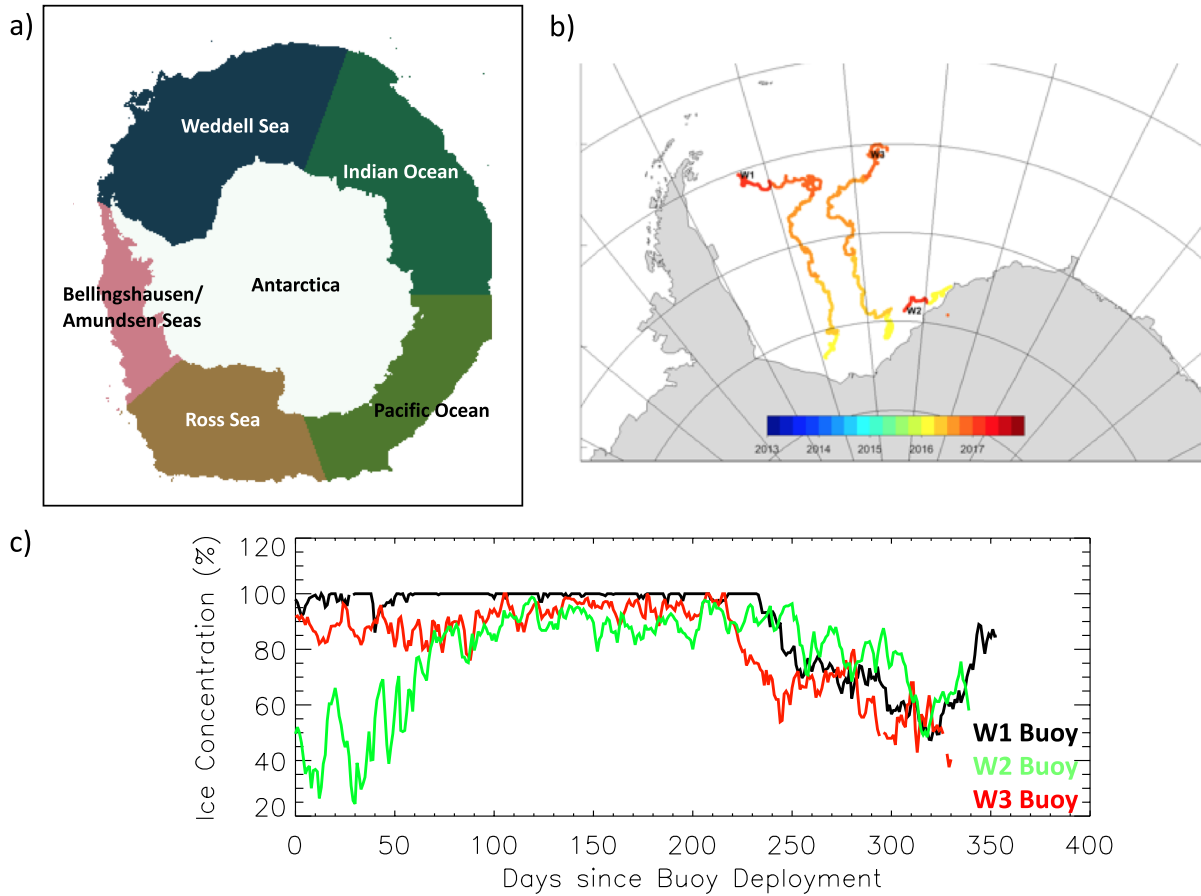 a)
Weddell Sea
Indian Ocean
Antarctica
Bellingshausen/
Amundsen Seas
Ross Sea
Pacific Ocean
b)
W1
W3
W2
2013 2014 2015 2016 2017
c)
Ice Concentration (%)
120
100
80
60
40
20
W1 Buoy
W2 Buoy
W3 Buoy
0 50 100 150 200 250 300 350 400
Days since Buoy Deployment